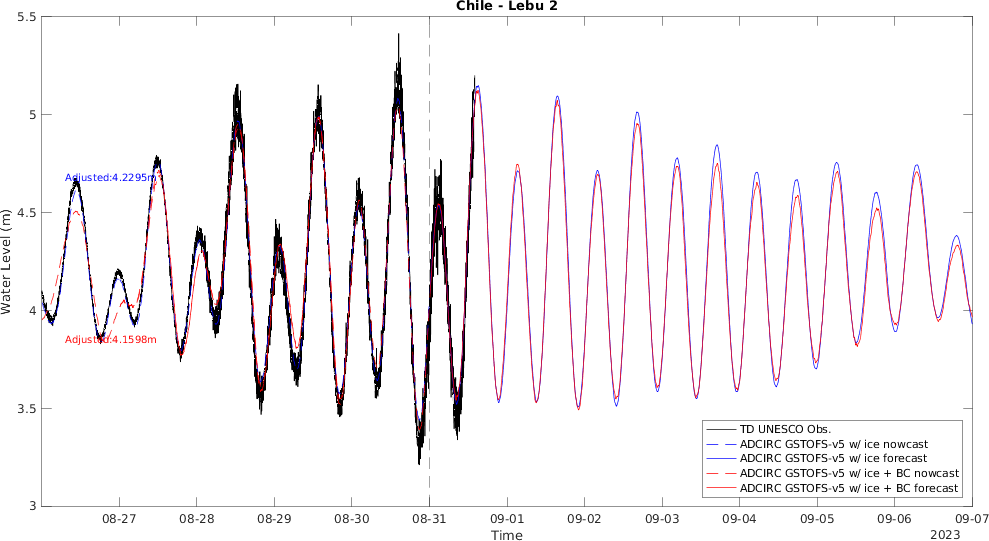 Chile - Lebu 2
5.5
5
4.5
4
3.5
3
Water Level (m)
Adjusted:4.2295m
Adjusted:4.1598m
TD UNESCO Obs.
ADCIRC GSTOFS-v5 w/ ice nowcast
ADCIRC GSTOFS-v5 w/ ice forecast
ADCIRC GSTOFS-v5 w/ ice + BC nowcast
ADCIRC GSTOFS-v5 w/ ice + BC forecast
08-27 08-28 08-29 08-30 08-31 09-01 09-02 09-03 09-04 09-05 09-06 09-07
Time
2023